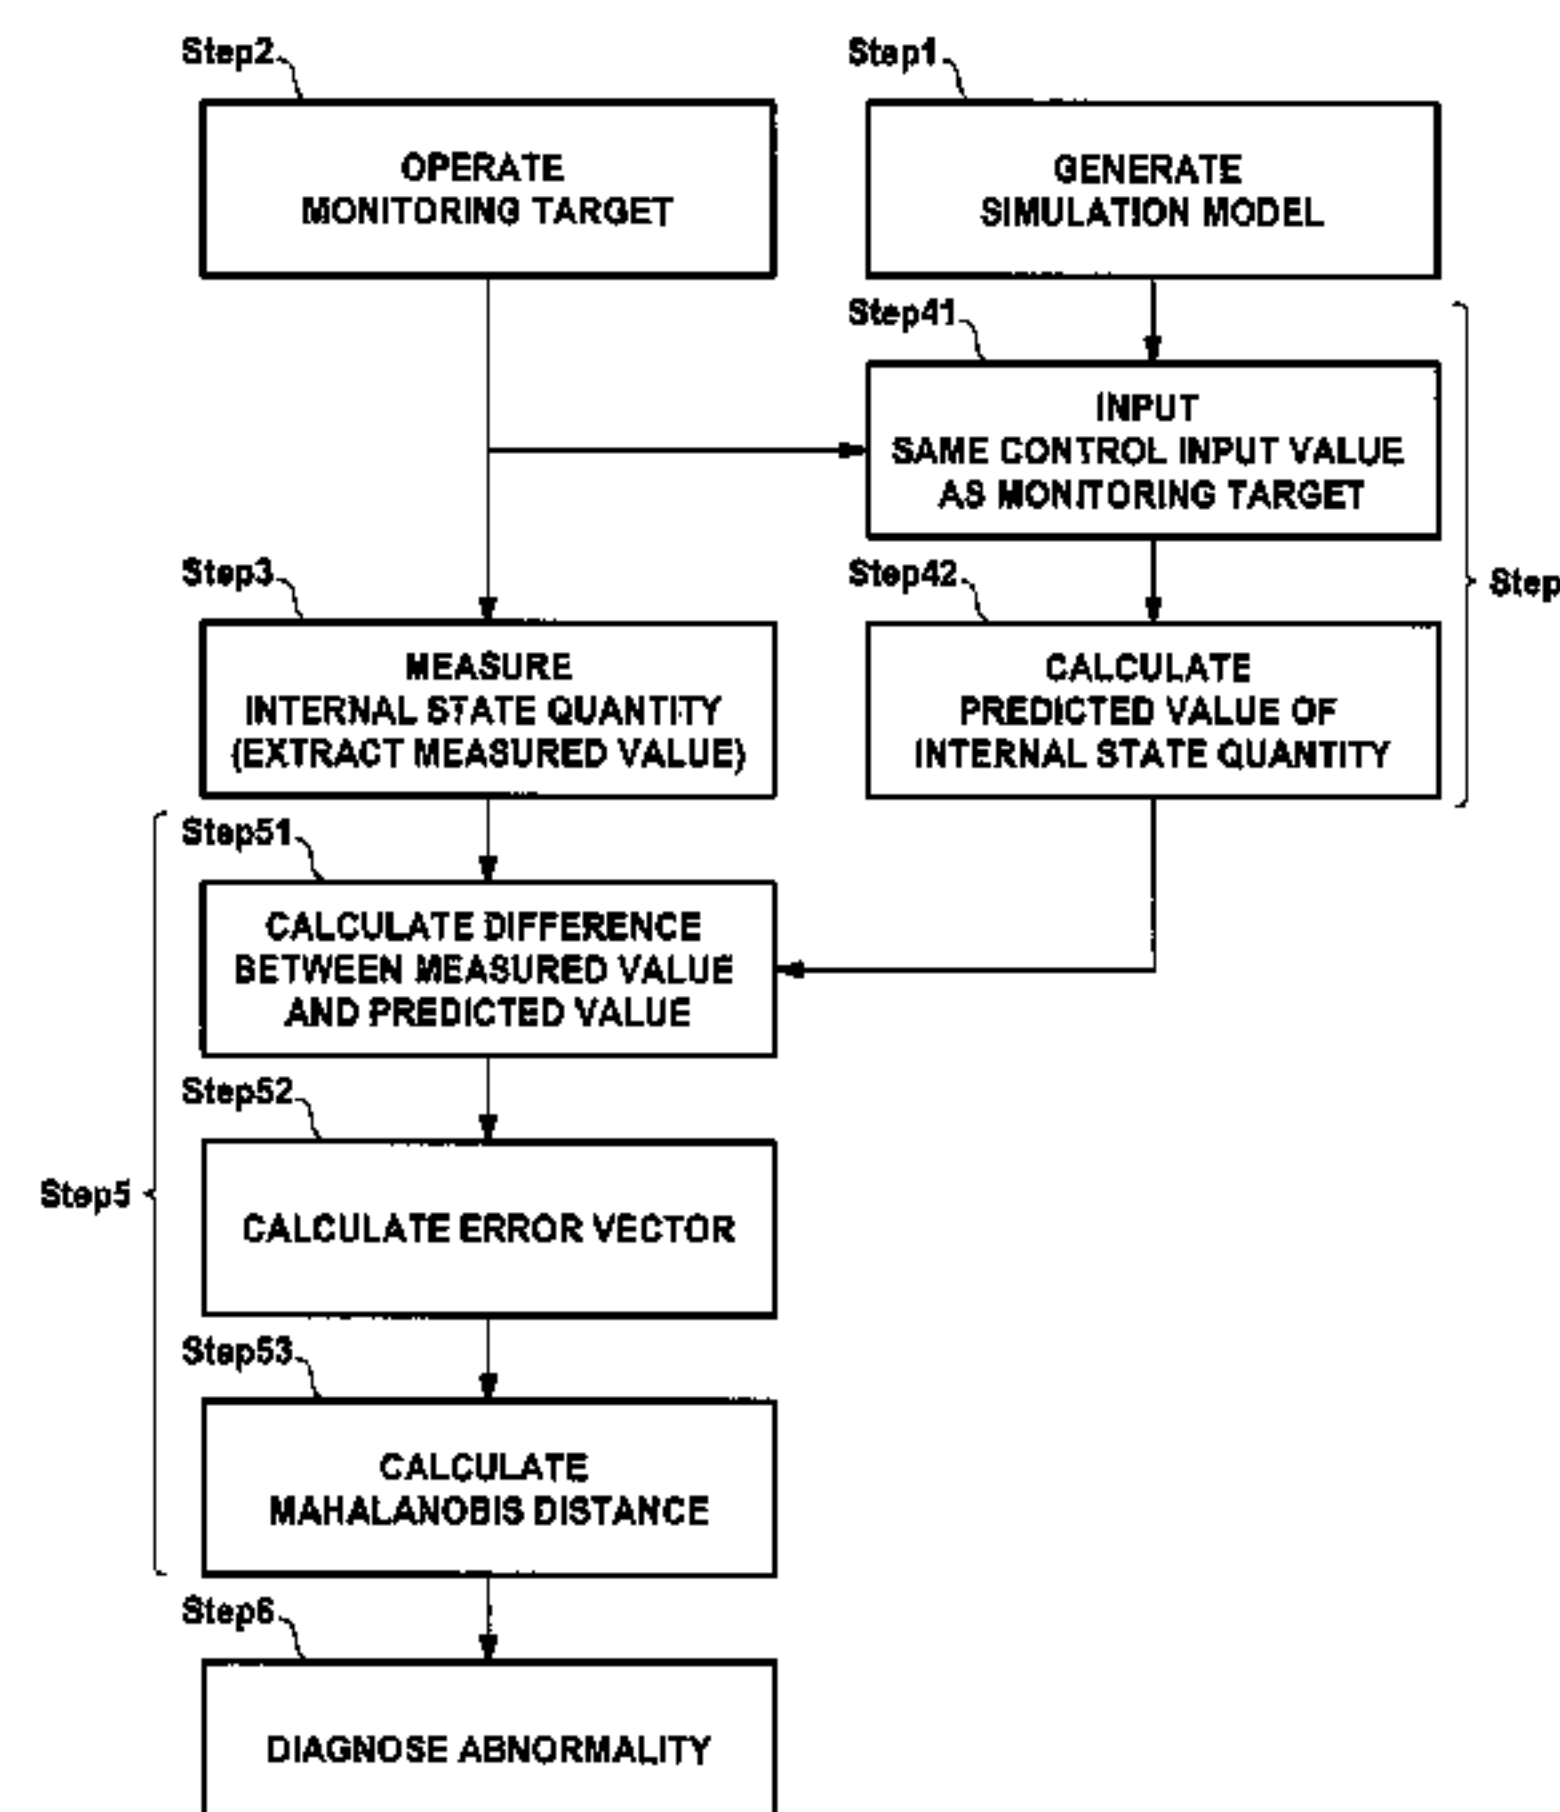 Step2
OPERATE
MONITORING TARGET
Step1
GENERATE
SIMULATION MODEL
Step41
INPUT
SAME CONTROL INPUT VALUE
AS MONITORING TARGET
Step3
MEASURE
INTERNAL STATE QUANTITY
(EXTRACT MEASURED VALUE)
Step42
CALCULATE
PREDICTED VALUE OF
INTERNAL STATE QUANTITY
Step
Step51
CALCULATE DIFFERENCE
BETWEEN MEASURED VALUE
AND PREDICTED VALUE
Step52
CALCULATE ERROR VECTOR
Step5
Step53
CALCULATE
MAHALANOBIS DISTANCE
Step6
DIAGNOSE ABNORMALITY